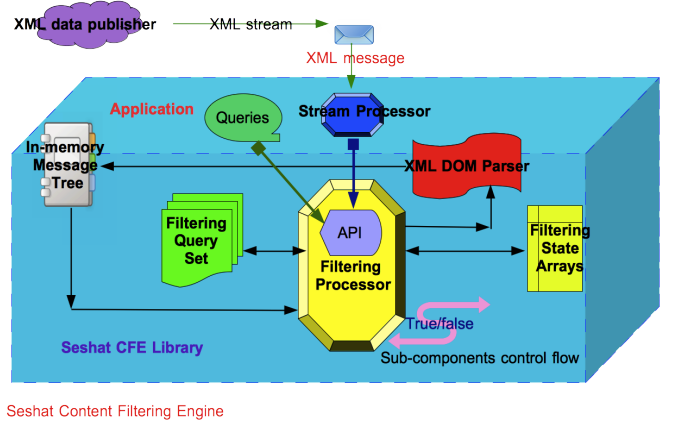 XML data publisher
XML stream
XML message
Application
Queries
Stream Processor
In-memory
Message
Tree
XML DOM Parser
Filtering
Query
Set
API
Filtering
Processor
Filtering
State
Arrays
True/false
Seshat CFE Library
Sub-components control flow
Seshat Content Filtering Engine